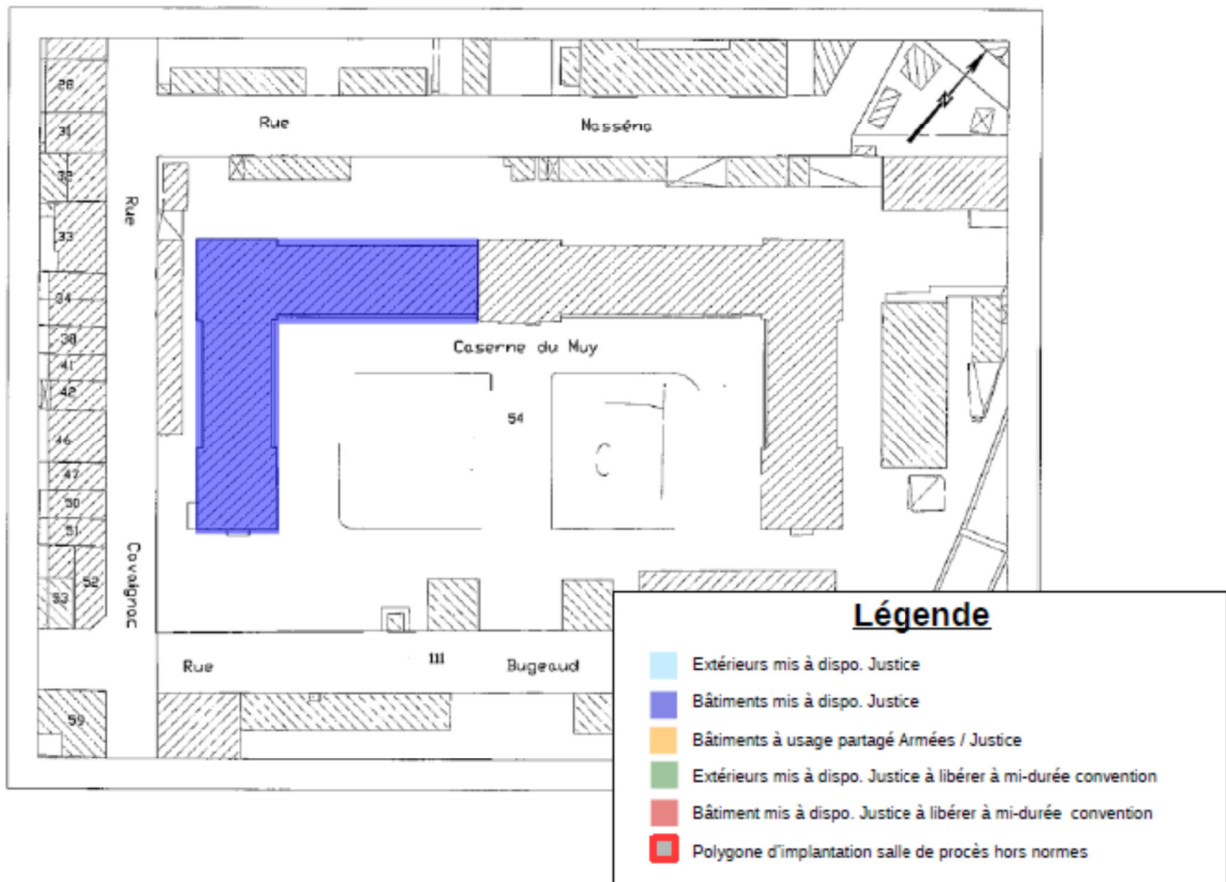 28
31
32
33
34
38
41
42
46
47
50
51
52
53
59
Rue
Cavaignac
Rue Masséna
N
Caserne du Muy
54
111
Rue Bugeaud
Légende
Extérieurs mis à dispo. Justice
Bâtiments mis à dispo. Justice
Bâtiments à usage partagé Armées / Justice
Extérieurs mis à dispo. Justice à libérer à mi-durée convention
Bâtiment mis à dispo. Justice à libérer à mi-durée convention
Polygone d'implantation salle de procès hors normes